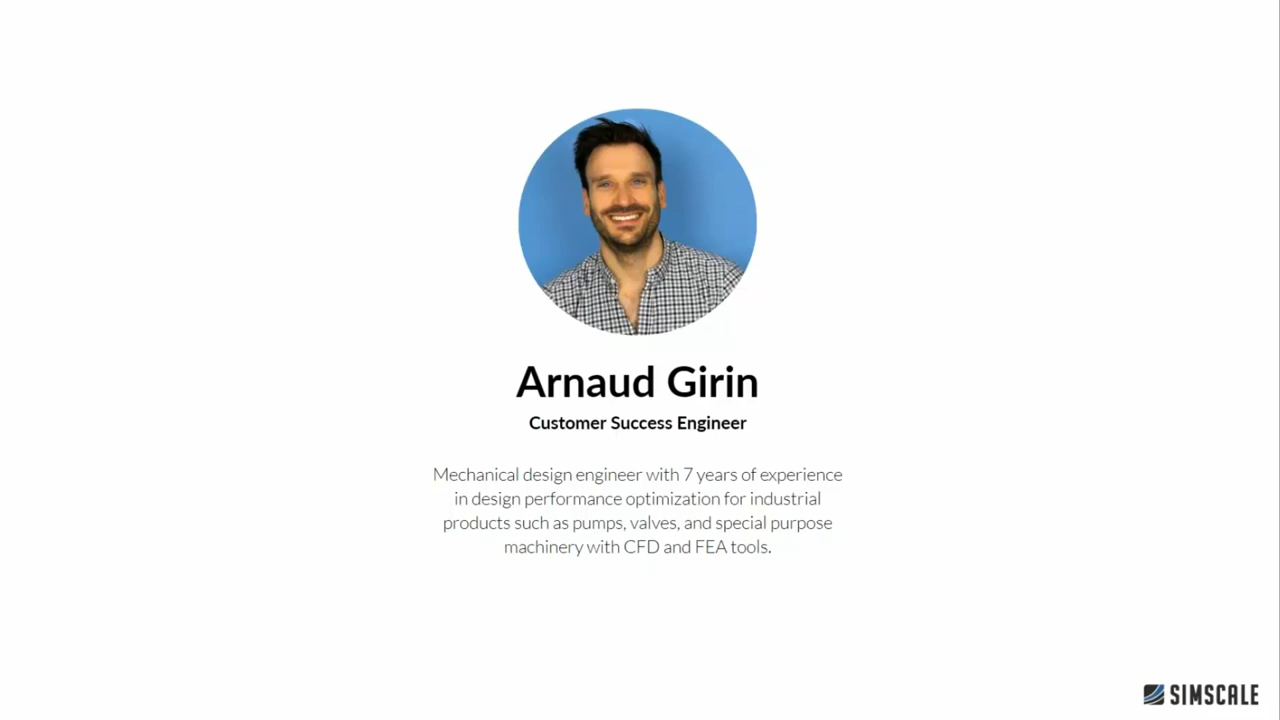 Arnaud Girin
Customer Success Engineer
Mechanical design engineer with 7 years of experience
in design performance optimization for industrial
products such as pumps, valves, and special purpose
machinery with CFD and FEA tools.
SIMSCALE